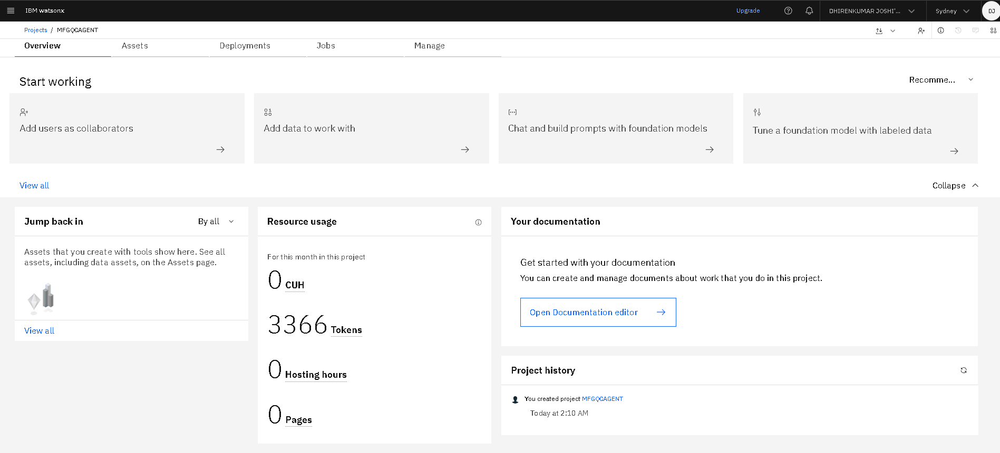 IBM watsonx
Upgrade
DHIRENKUMAR JOSHI'...
Sydney
DJ
Projects / MFGQCAGENT
Overview
Assets
Deployments
Jobs
Manage
Start working
Recomme...
Add users as collaborators
Add data to work with
Chat and build prompts with foundation models
Tune a foundation model with labeled data
View all
Collapse
Jump back in
By all
Assets that you create with tools show here. See all
assets, including data assets, on the Assets page.
View all
Resource usage
For this month in this project
0 CUH
3366 Tokens
0 Hosting hours
0 Pages
Your documentation
Get started with your documentation
You can create and manage documents about work that you do in this project.
Open Documentation editor
Project history
You created project MFGQCAGENT
Today at 2:10 AM